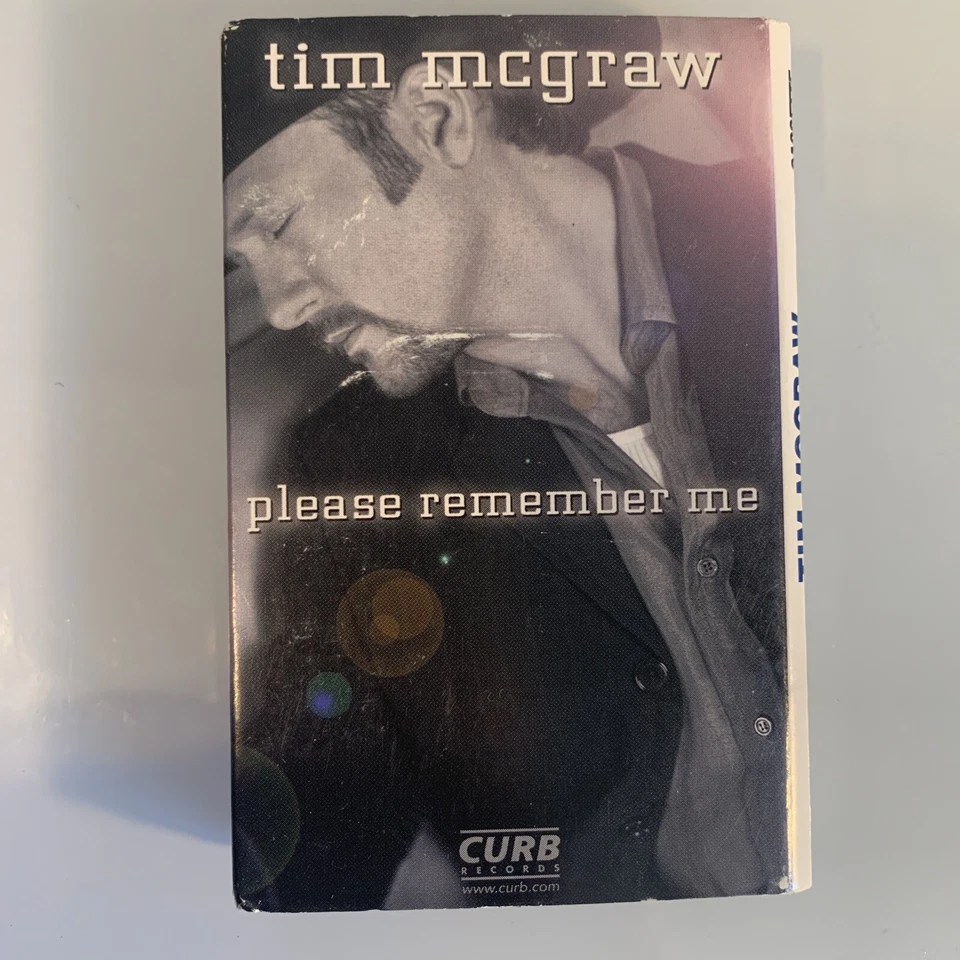 tim mcgraw
please remember me
CURB
RECORDS
www.curb.com
TIM MCGRAW